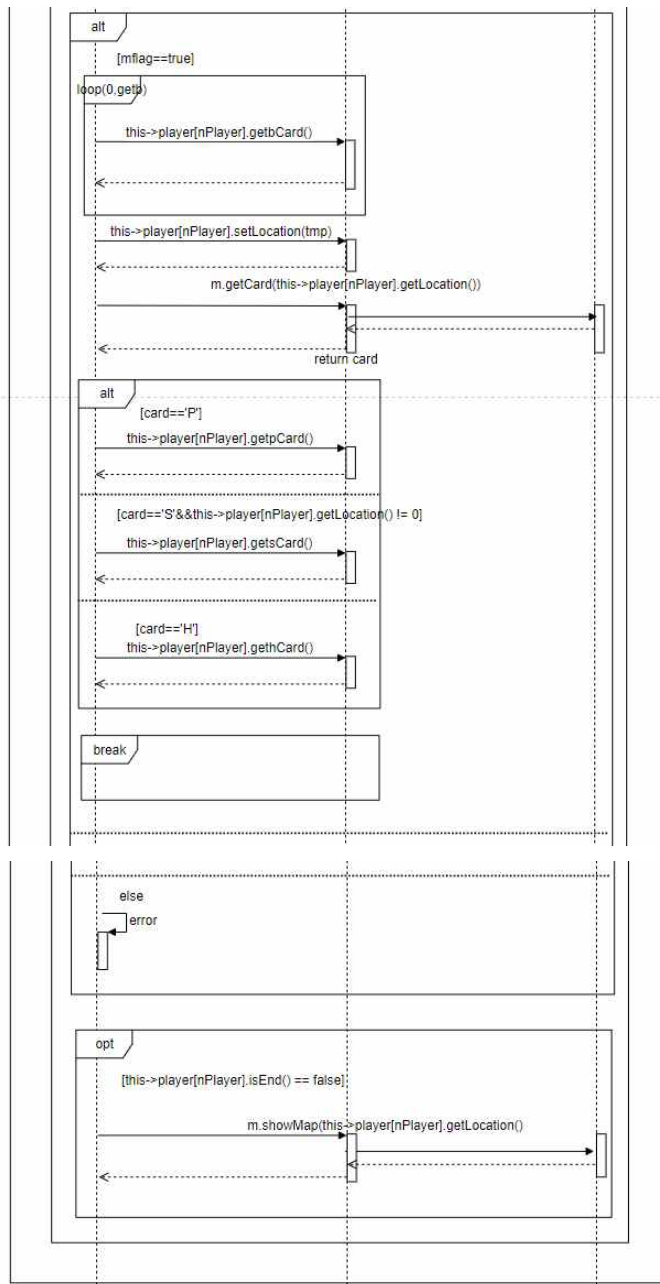 alt
[mflag==true]
loop(0,getb)
this->player[nPlayer].getbCard()
this->player[nPlayer].setLocation(tmp)
m.getCard(this->player[nPlayer].getLocation())
return card
alt
[card=='P']
this->player[nPlayer].getpCard()
[card=='S'&&this->player[nPlayer].getLocation() != 0]
this->player[nPlayer].getsCard()
[card=='H']
this->player[nPlayer].gethCard()
break
else
error
opt
[this->player[nPlayer].isEnd() == false]
m.showMap(this->player[nPlayer].getLocation()